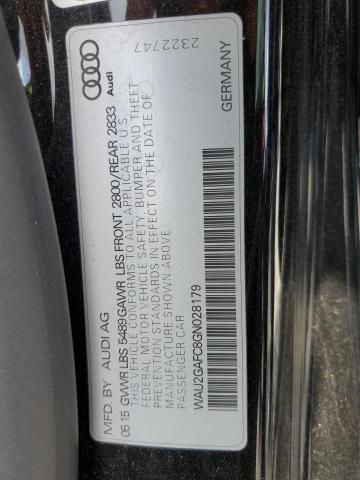 MFD. BY AUDI AG
05 15 GVWR LBS 5489 GAWR LBS FRONT 2800/REAR 2833
THIS VEHICLE CONFORMS TO ALL APPLICABLE U.S.
FEDERAL MOTOR VEHICLE SAFETY, BUMPER AND THEFT
PREVENTION STANDARDS IN EFFECT ON THE DATE OF
MANUFACTURE SHOWN ABOVE
PASSENGER CAR
WAU2GAFC8GN028179
Audi
2322747
GERMANY